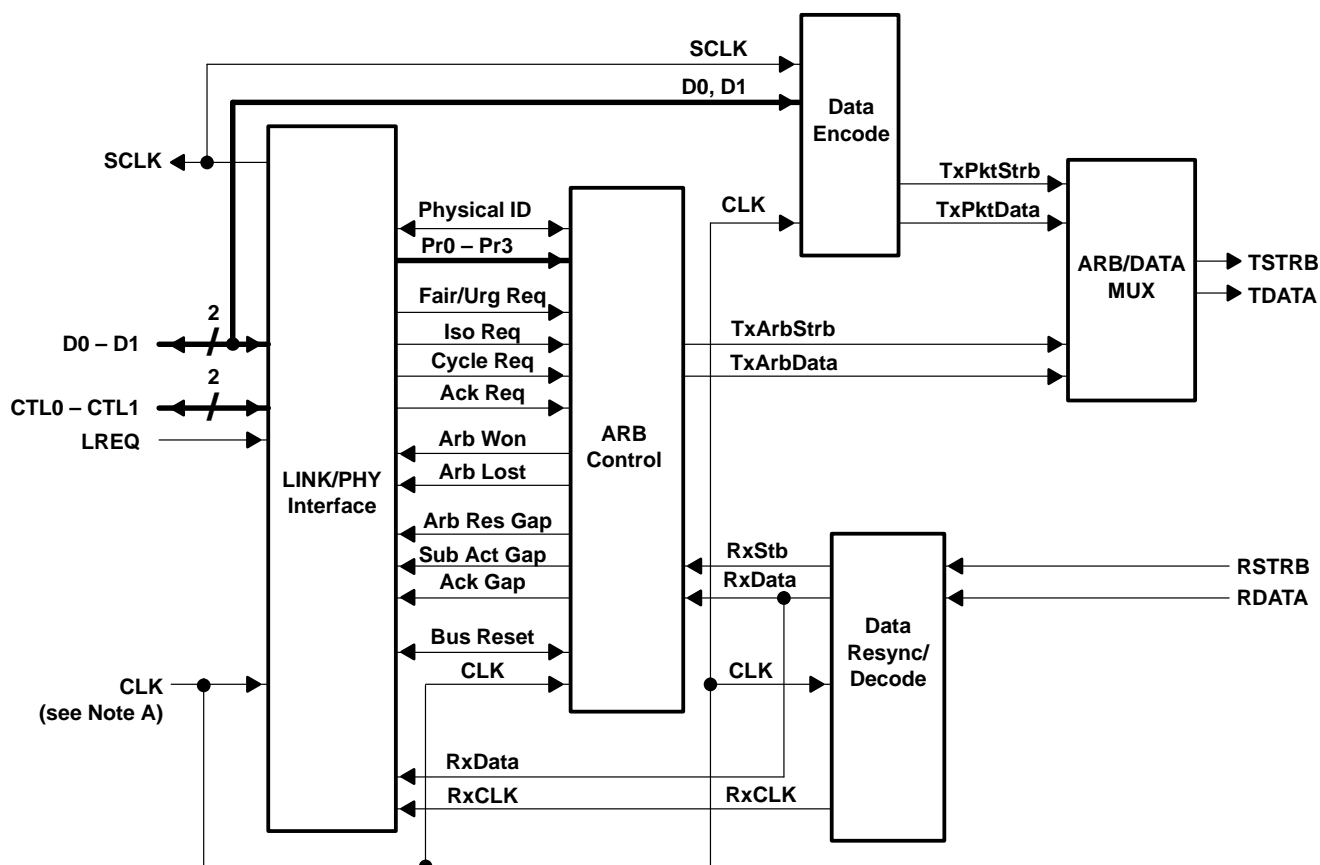 SCLK
D0, D1
Data
Encode
SCLK
TxPktStrb
CLK
TxPktData
Physical ID
Pr0 – Pr3
ARB/DATA
MUX
TSTRB
TDATA
Fair/Urg Req
2
D0 – D1
Iso Req
TxArbStrb
Cycle Req
TxArbData
2
CTL0 – CTL1
Ack Req
LREQ
Arb Won
ARB
Control
Arb Lost
LINK/PHY
Interface
Arb Res Gap
Sub Act Gap
RxStb
RSTRB
Ack Gap
RxData
RDATA
Data
Resync/
Decode
Bus Reset
CLK
CLK
CLK
(see Note A)
RxData
RxCLK
RxCLK